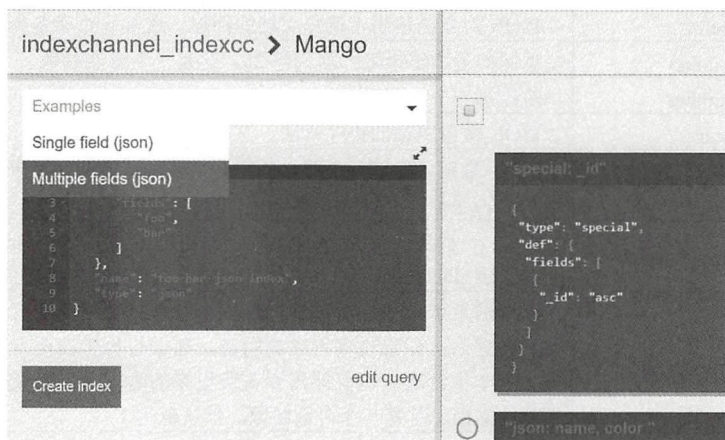 indexchannel_indexcc > Mango
Examples
Single field (json)
Multiple fields (json)
3 "fields": [
4 "foo",
5 "bar"
6 ]
7 },
8 "name": "foo-bar-json-index",
9 "type": "json"
10 }
Create index
edit query
"special: _id"
{
"type": "special",
"def": {
"fields": [
{
"_id": "asc"
}
]
}
}
"json: name, color "